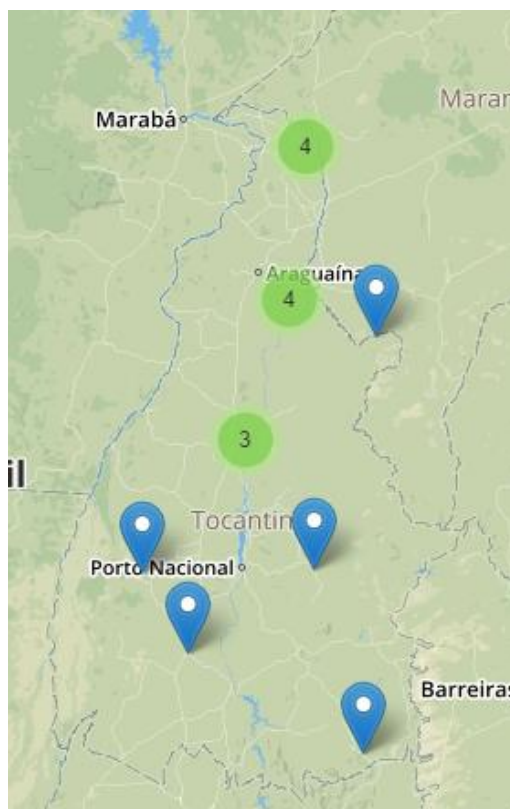 Marabá
Maran
4
Araguaína
4
3
il
Tocantin
Porto Nacional
Barreiras